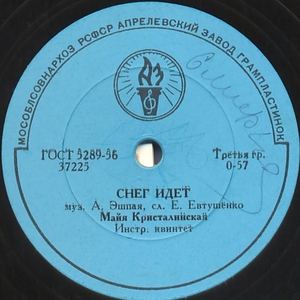 МОСОБЛСОВНАРХОЗ РСФСР АПРЕЛЕВСКИЙ ЗАВОД ГРАМПЛАСТИНОК
ГОСТ 5289-56
37225
Третья гр.
0-57
СНЕГ ИДЕТ
муз. А. Эшпая, сл. Е. Евтушенко
Майя Кристалинская
Инстр. квинтет